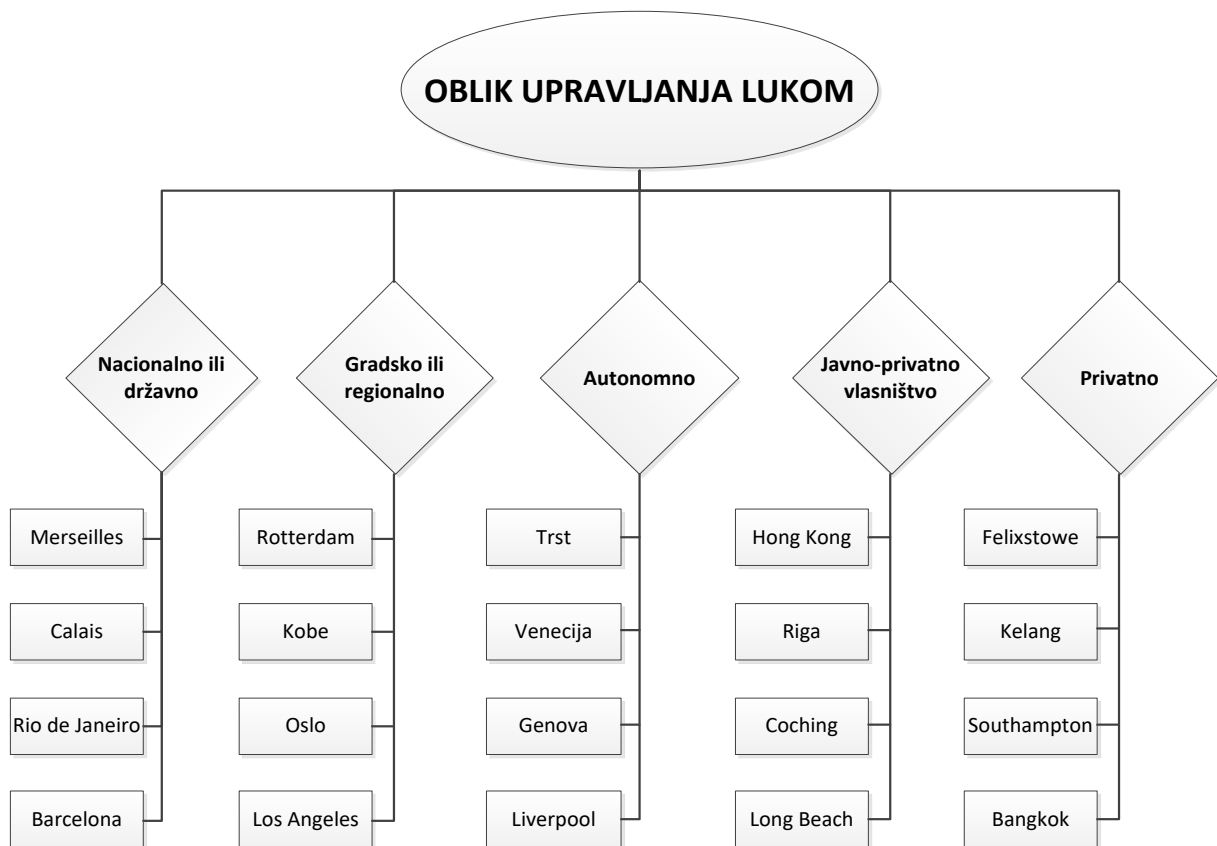 OBLIK UPRAVLJANJA LUKOM
Nacionalno ili
državno
Gradsko ili
regionalno
Autonomno
Javno-privatno
vlasništvo
Privatno
Merseilles
Rotterdam
Trst
Hong Kong
Felixstowe
Calais
Kobe
Venecija
Riga
Kelang
Rio de Janeiro
Oslo
Genova
Coching
Southampton
Barcelona
Los Angeles
Liverpool
Long Beach
Bangkok